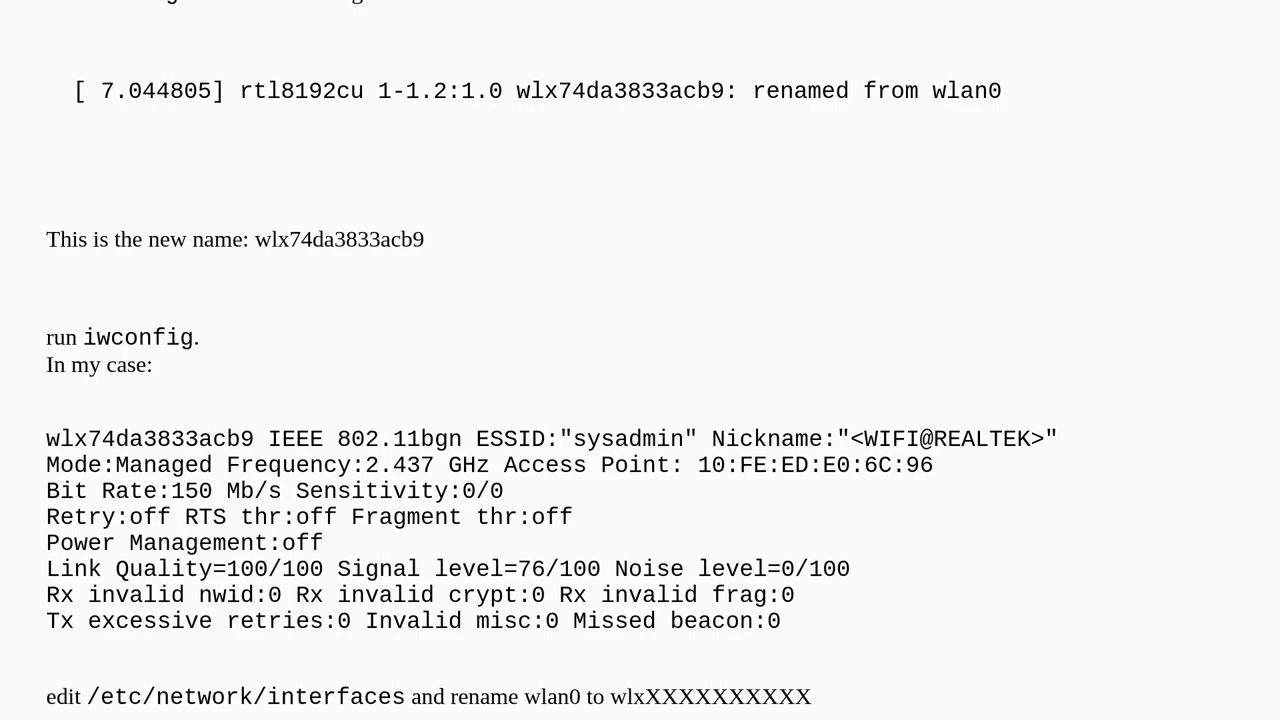 [ 7.044805] rtl8192cu 1-1.2:1.0 wlx74da3833acb9: renamed from wlan0
This is the new name: wlx74da3833acb9
run iwconfig.
In my case:
wlx74da3833acb9 IEEE 802.11bgn ESSID:"sysadmin" Nickname:"<WIFI@REALTEK>"
Mode:Managed Frequency:2.437 GHz Access Point: 10:FE:ED:E0:6C:96
Bit Rate:150 Mb/s Sensitivity:0/0
Retry:off RTS thr:off Fragment thr:off
Power Management:off
Link Quality=100/100 Signal level=76/100 Noise level=0/100
Rx invalid nwid:0 Rx invalid crypt:0 Rx invalid frag:0
Tx excessive retries:0 Invalid misc:0 Missed beacon:0
edit /etc/network/interfaces and rename wlan0 to wlxXXXXXXXXXX